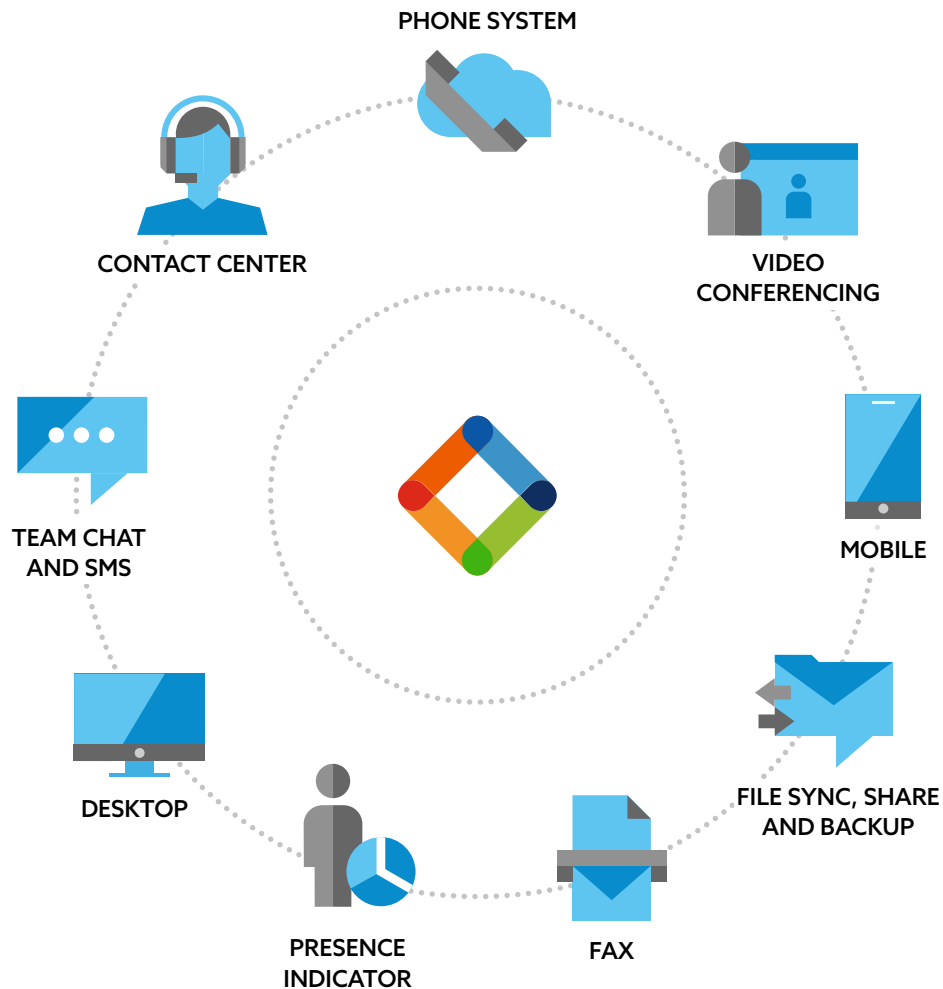 PHONE SYSTEM
CONTACT CENTER
VIDEO
CONFERENCING
TEAM CHAT
AND SMS
MOBILE
DESKTOP
FILE SYNC, SHARE
AND BACKUP
PRESENCE
INDICATOR
FAX